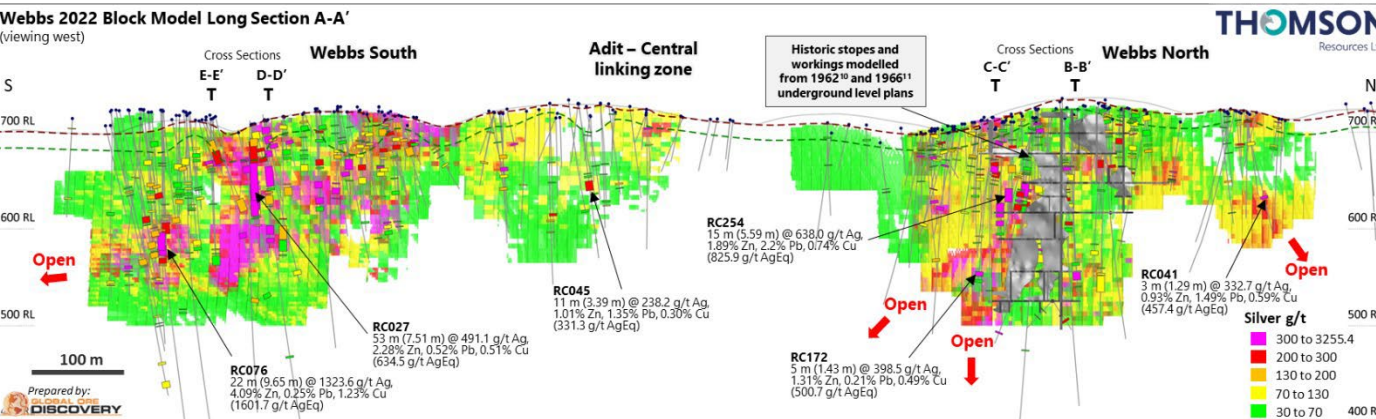 Webbs 2022 Block Model Long Section A-A'
(viewing west)
THOMSON
Resources L
Cross Sections
E-E' D-D'
T T
Webbs South
Adit – Central
linking zone
Historic stopes and
workings modelled
from 1962¹⁰ and 1966¹¹
underground level plans
Cross Sections
C-C' B-B'
T T
Webbs North
S
N
700 RL
700 RL
600 RL
600 RL
500 RL
500 RL
400 R
Open
Open
Open
Open
RC076
22 m (9.65 m) @ 1323.6 g/t Ag,
4.09% Zn, 0.25% Pb, 1.23% Cu
(1601.7 g/t AgEq)
RC027
53 m (7.51 m) @ 491.1 g/t Ag,
2.28% Zn, 0.52% Pb, 0.51% Cu
(634.5 g/t AgEq)
RC045
11 m (3.39 m) @ 238.2 g/t Ag,
1.01% Zn, 1.35% Pb, 0.30% Cu
(331.3 g/t AgEq)
RC254
15 m (5.59 m) @ 638.0 g/t Ag,
1.89% Zn, 2.2% Pb, 0.74% Cu
(825.9 g/t AgEq)
RC172
5 m (1.43 m) @ 398.5 g/t Ag,
1.31% Zn, 0.21% Pb, 0.49% Cu
(500.7 g/t AgEq)
RC041
3 m (1.29 m) @ 332.7 g/t Ag,
0.93% Zn, 1.49% Pb, 0.59% Cu
(457.4 g/t AgEq)
Silver g/t
300 to 3255.4
200 to 300
130 to 200
70 to 130
30 to 70
100 m
Prepared by:
GLOBAL ORE
DISCOVERY